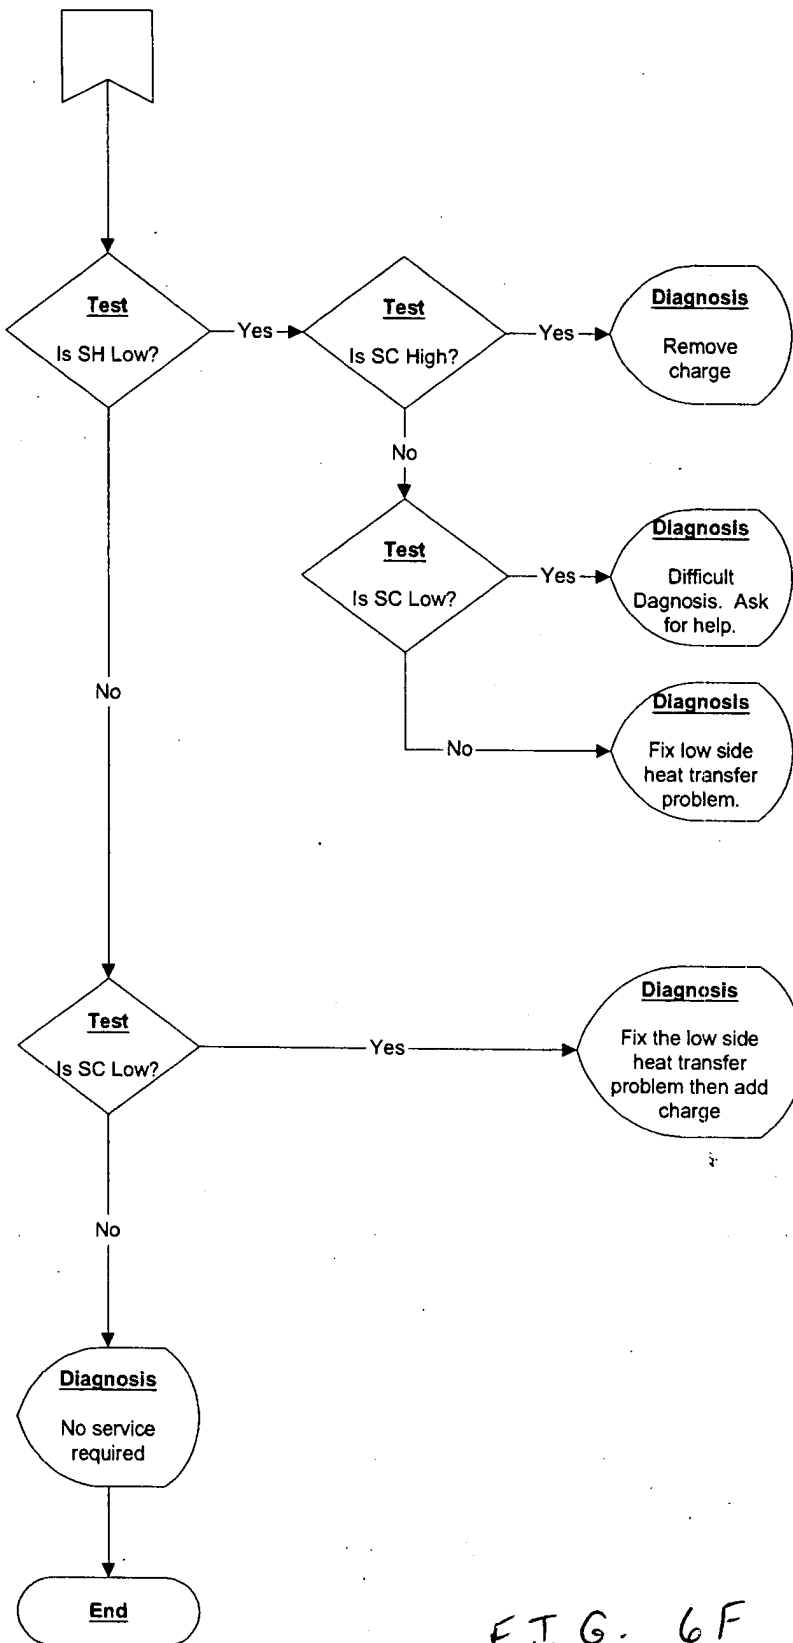 Test
Is SH Low?
Yes
Test
Is SC High?
Yes
Diagnosis
Remove
charge
No
Test
Is SC Low?
Yes
Diagnosis
Difficult
Dagnosis. Ask
for help.
No
Diagnosis
Fix low side
heat transfer
problem.
No
Test
Is SC Low?
Yes
Diagnosis
Fix the low side
heat transfer
problem then add
charge
No
Diagnosis
No service
required
End
FIG. 6F